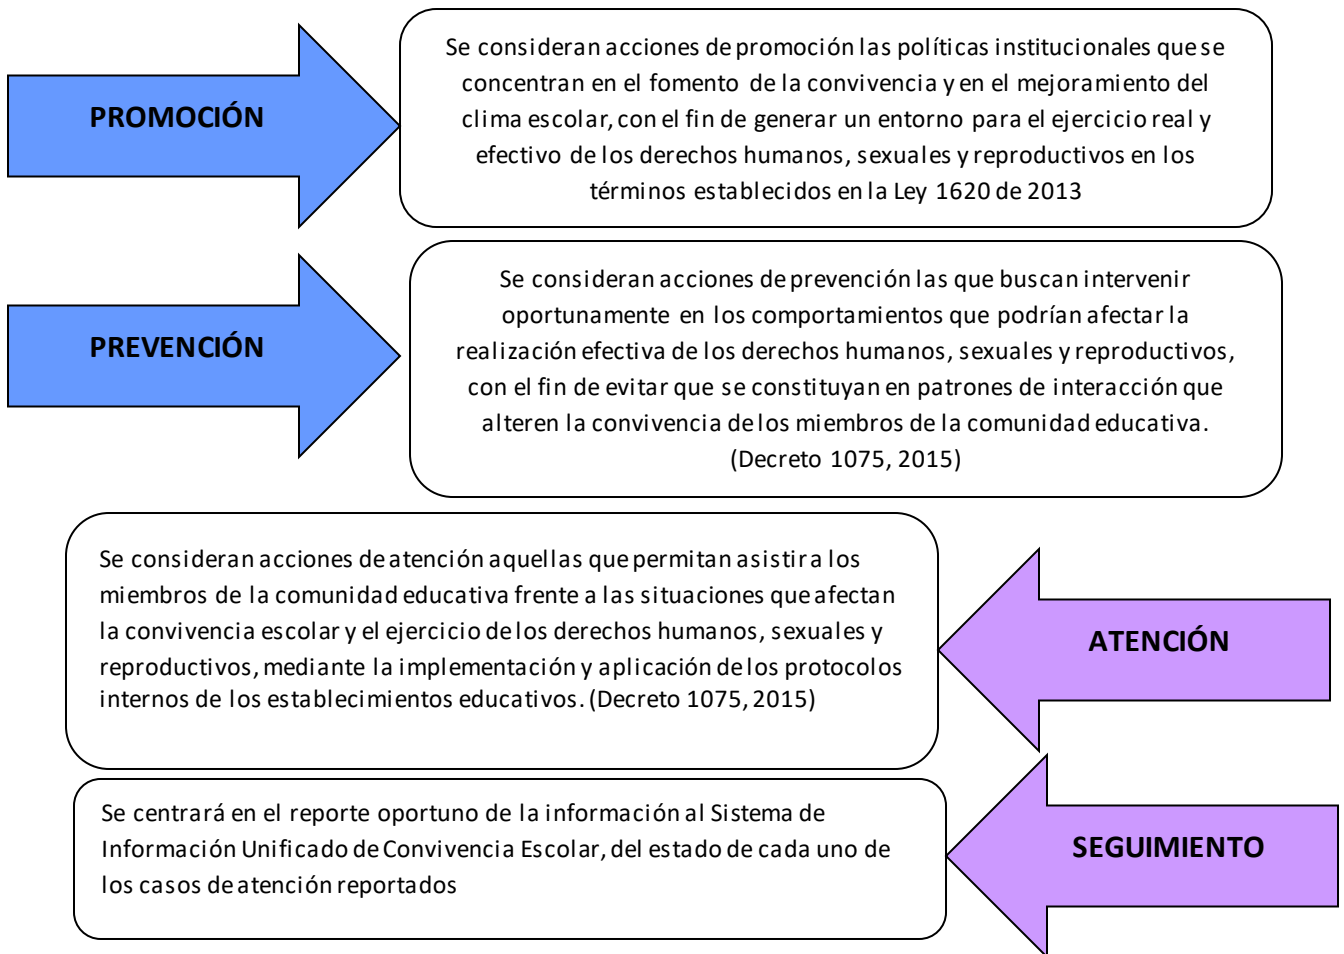 PROMOCIÓN
Se consideran acciones de promoción las políticas institucionales que se
concentran en el fomento de la convivencia y en el mejoramiento del
clima escolar, con el fin de generar un entorno para el ejercicio real y
efectivo de los derechos humanos, sexuales y reproductivos en los
términos establecidos en la Ley 1620 de 2013
PREVENCIÓN
Se consideran acciones de prevención las que buscan intervenir
oportunamente en los comportamientos que podrían afectar la
realización efectiva de los derechos humanos, sexuales y reproductivos,
con el fin de evitar que se constituyan en patrones de interacción que
alteren la convivencia de los miembros de la comunidad educativa.
(Decreto 1075, 2015)
Se consideran acciones de atención aquellas que permitan asistir a los
miembros de la comunidad educativa frente a las situaciones que afectan
la convivencia escolar y el ejercicio de los derechos humanos, sexuales y
reproductivos, mediante la implementación y aplicación de los protocolos
internos de los establecimientos educativos. (Decreto 1075, 2015)
ATENCIÓN
Se centrará en el reporte oportuno de la información al Sistema de
Información Unificado de Convivencia Escolar, del estado de cada uno de
los casos de atención reportados
SEGUIMIENTO